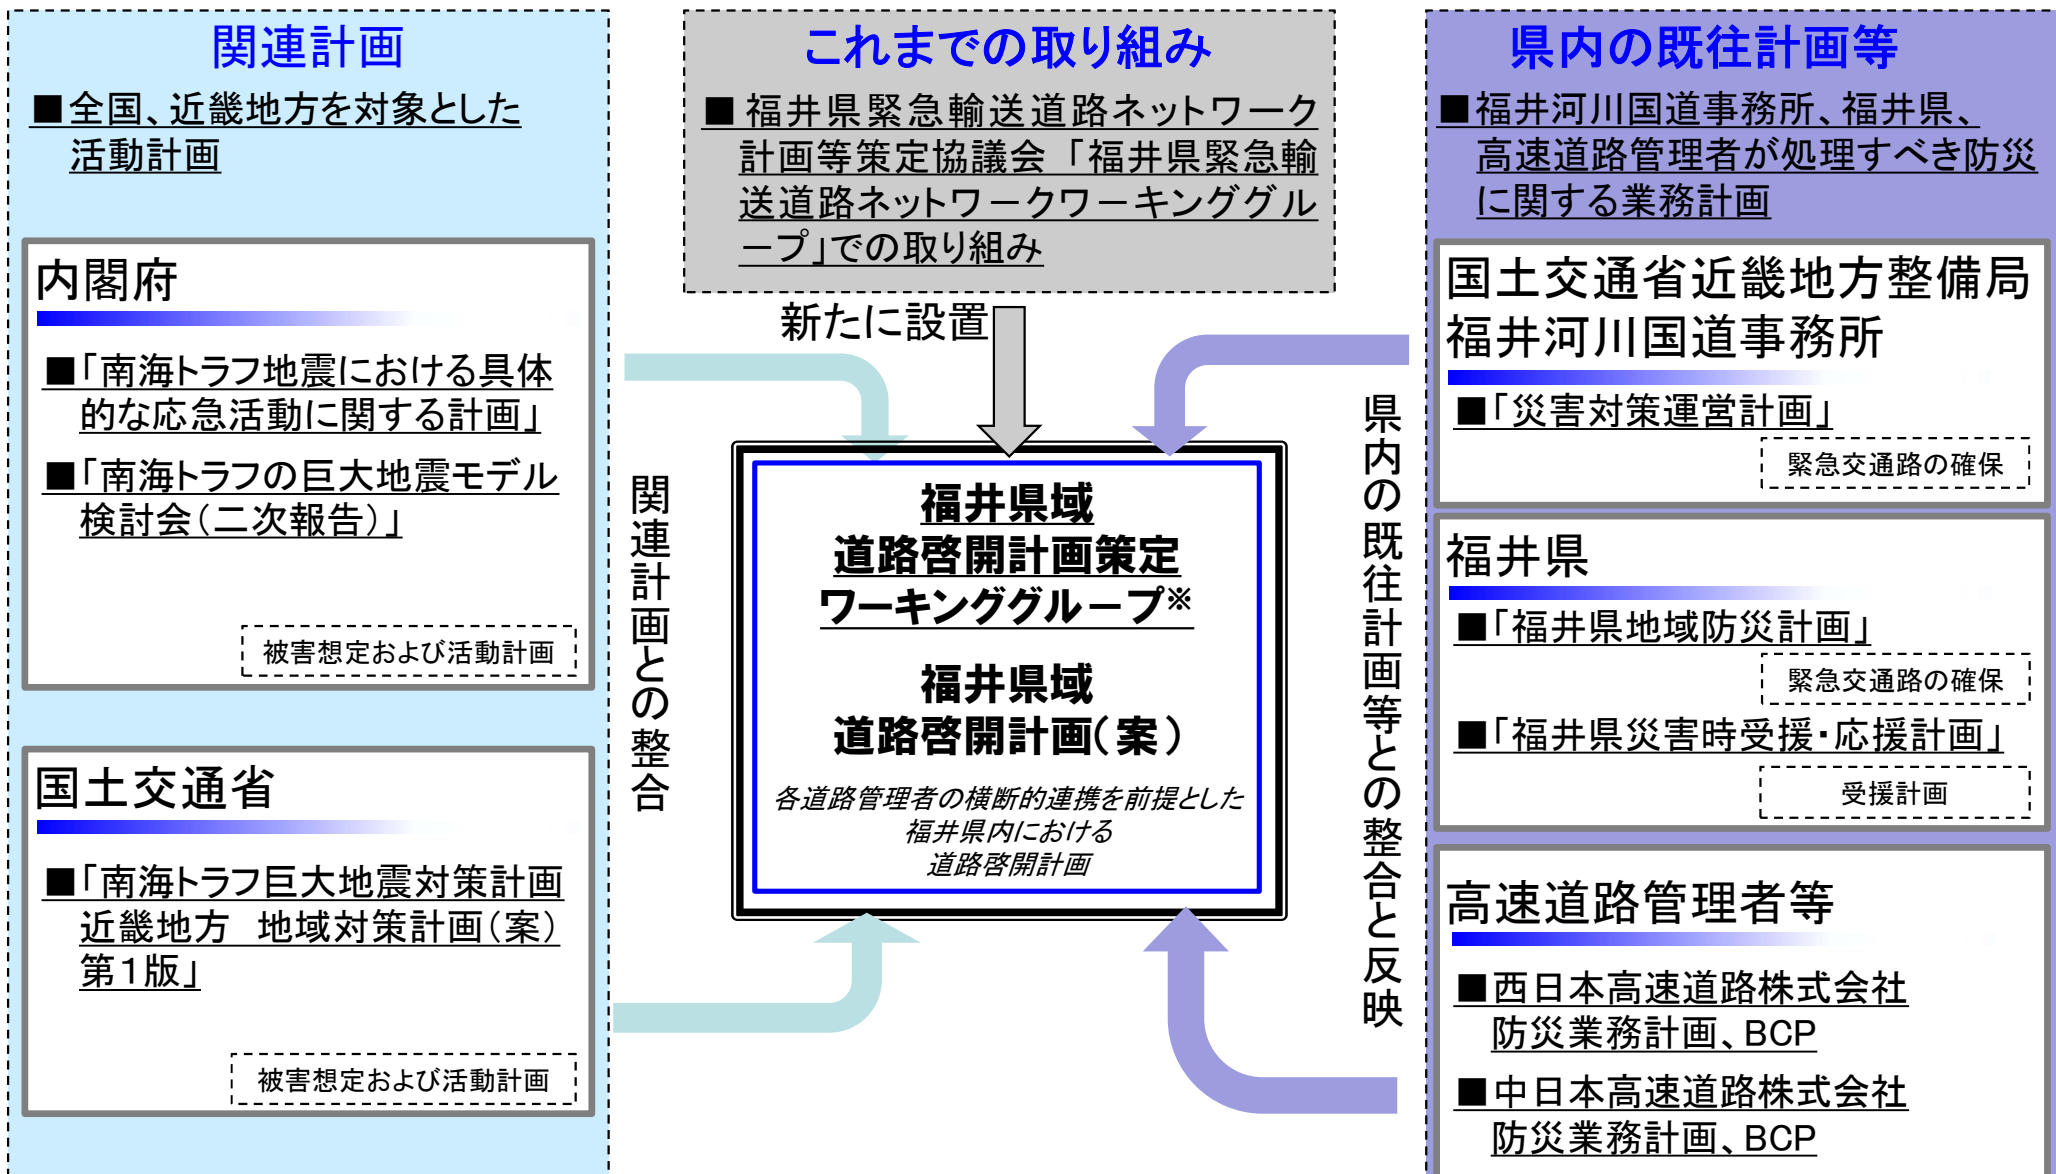 関連計画
■全国、近畿地方を対象とした
活動計画
内閣府
■「南海トラフ地震における具体
的な応急活動に関する計画」
■「南海トラフの巨大地震モデル
検討会（二次報告）」
被害想定および活動計画
国土交通省
■「南海トラフ巨大地震対策計画
近畿地方　地域対策計画（案）
第１版」
被害想定および活動計画
これまでの取り組み
■福井県緊急輸送道路ネットワーク
計画等策定協議会「福井県緊急輸
送道路ネットワークワーキンググル
ープ」での取り組み
新たに設置
関連計画との整合
福井県域
道路啓開計画策定
ワーキンググループ※
福井県域
道路啓開計画（案）
各道路管理者の横断的連携を前提とした
福井県内における
道路啓開計画
県内の既往計画等との整合と反映
県内の既往計画等
■福井河川国道事務所、福井県、
高速道路管理者が処理すべき防災
に関する業務計画
国土交通省近畿地方整備局
福井河川国道事務所
■「災害対策運営計画」
緊急交通路の確保
福井県
■「福井県地域防災計画」
緊急交通路の確保
■「福井県災害時受援・応援計画」
受援計画
高速道路管理者等
■西日本高速道路株式会社
防災業務計画、BCP
■中日本高速道路株式会社
防災業務計画、BCP